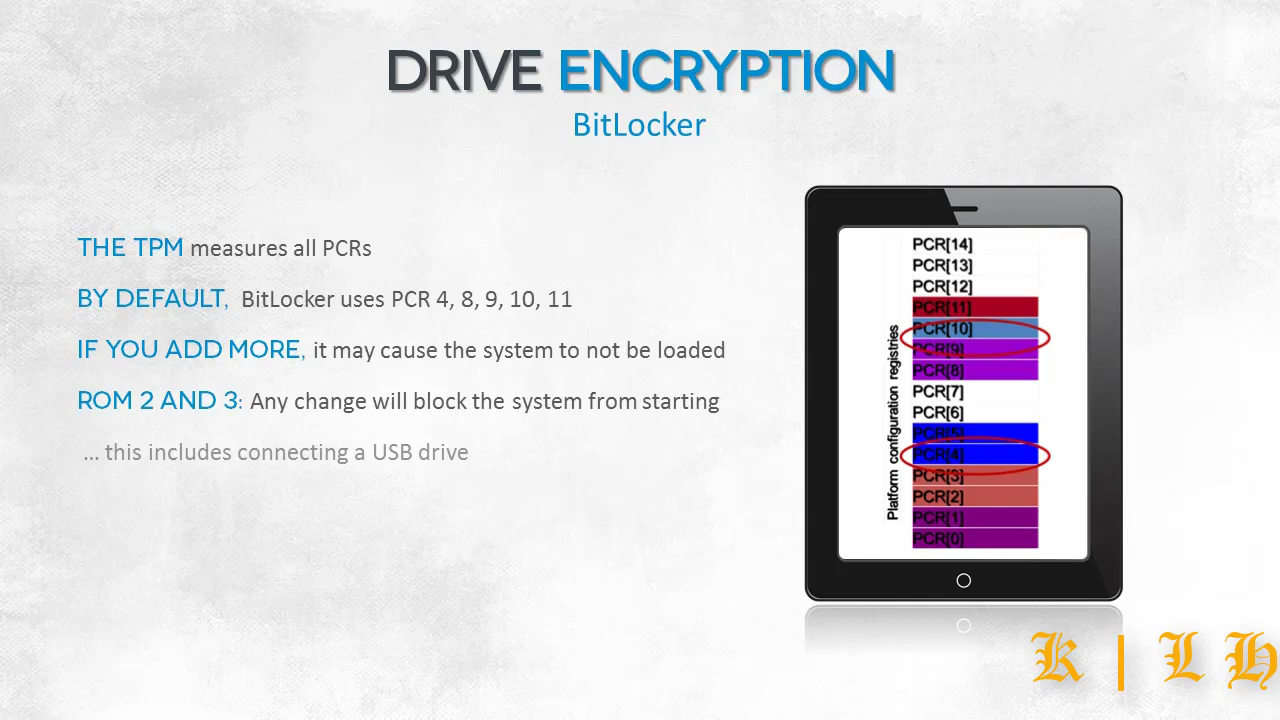 DRIVE ENCRYPTION
BitLocker
THE TPM measures all PCRs
BY DEFAULT, BitLocker uses PCR 4, 8, 9, 10, 11
IF YOU ADD MORE, it may cause the system to not be loaded
ROM 2 AND 3: Any change will block the system from starting
... this includes connecting a USB drive
Platform configuration registries
PCR[14]
PCR[13]
PCR[12]
PCR[11]
PCR[10]
PCR[9]
PCR[8]
PCR[7]
PCR[6]
PCR[5]
PCR[4]
PCR[3]
PCR[2]
PCR[1]
PCR[0]
K | L H